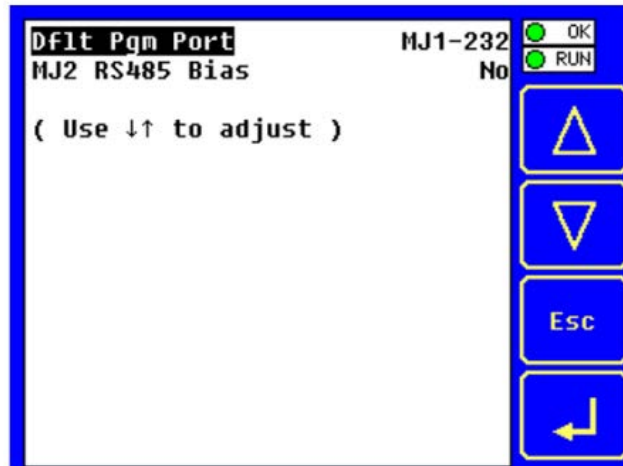 Dflt Pgm Port MJ1-232
MJ2 RS485 Bias No
( Use ↓↑ to adjust )
OK
RUN
Esc